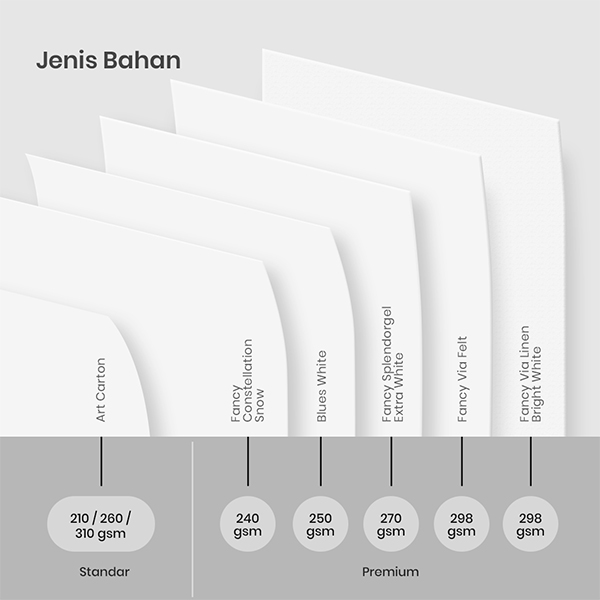 Jenis Bahan
Art Carton
Fancy
Constellation
Snow
Blues White
Fancy Splendorgel
Extra White
Fancy Via Felt
Fancy Via Linen
Bright White
210 / 260 /
310 gsm
240
gsm
250
gsm
270
gsm
298
gsm
298
gsm
Standar
Premium